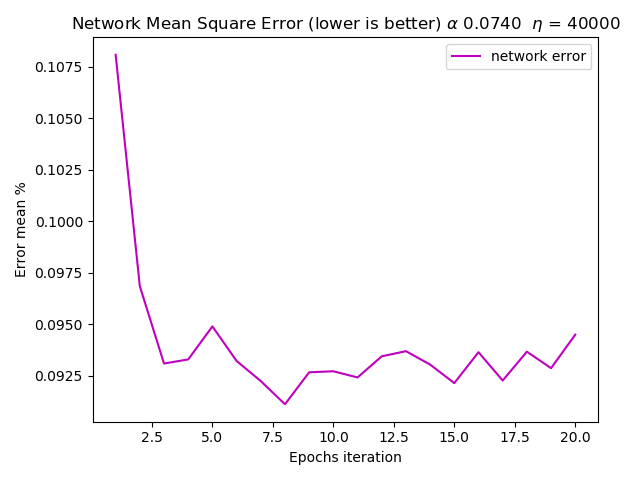 Network Mean Square Error (lower is better) α 0.0740 η = 40000
network error
Error mean %
0.1075
0.1050
0.1025
0.1000
0.0975
0.0950
0.0925
2.5 5.0 7.5 10.0 12.5 15.0 17.5 20.0
Epochs iteration